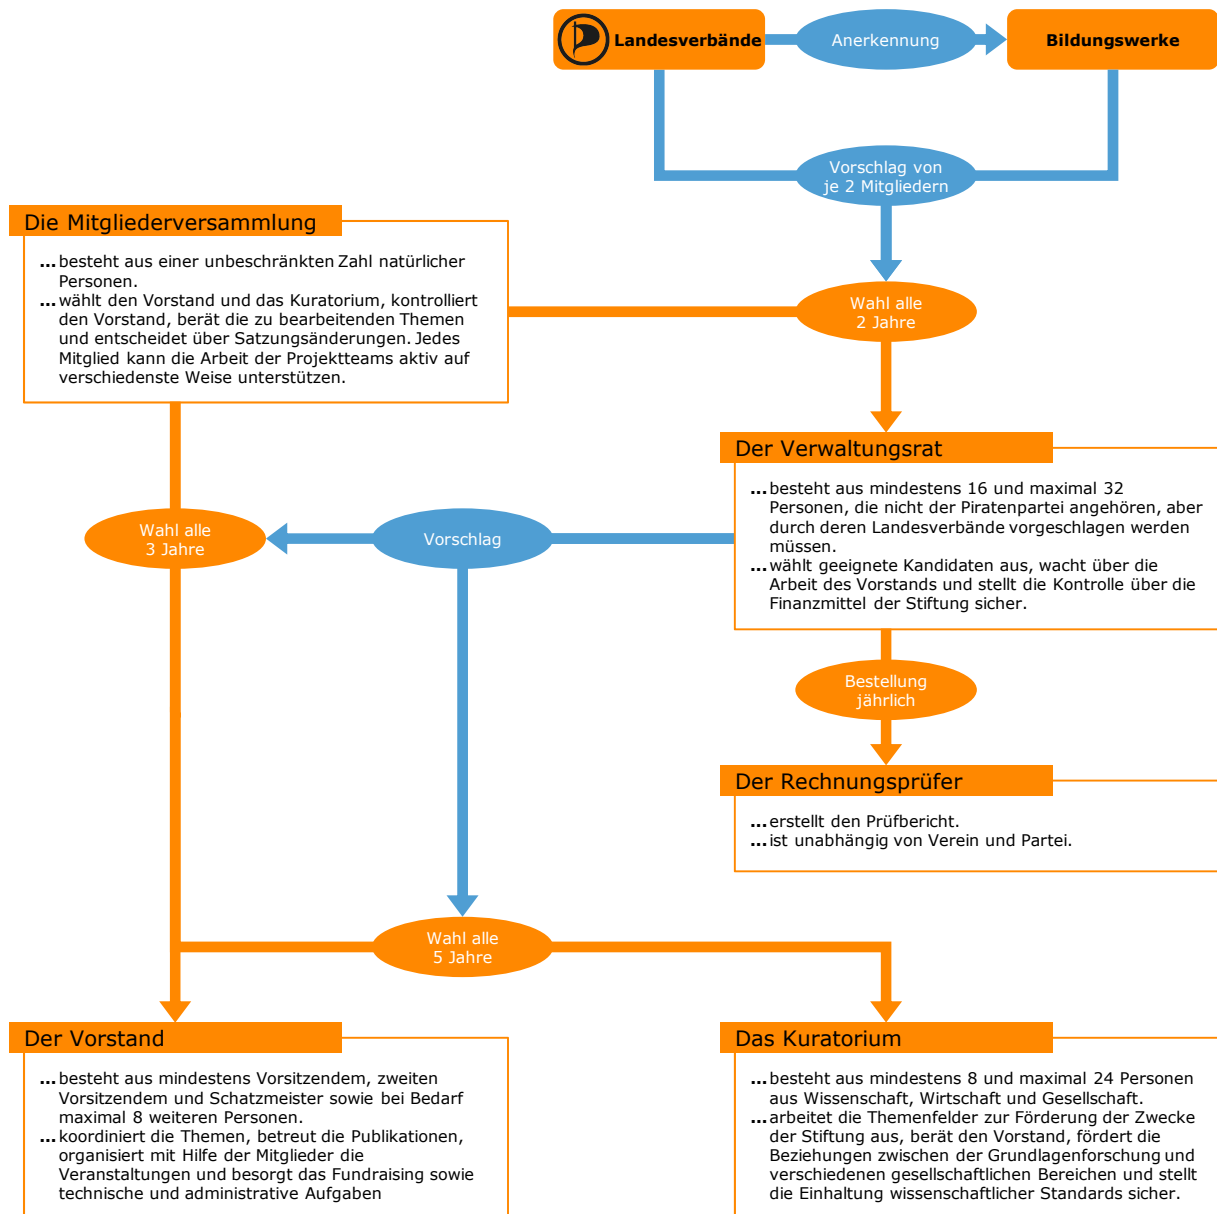 Landesverbände
Anerkennung
Bildungswerke
Vorschlag von
je 2 Mitgliedern
Die Mitgliederversammlung
...besteht aus einer unbeschränkten Zahl natürlicher
Personen.
...wählt den Vorstand und das Kuratorium, kontrolliert
den Vorstand, berät die zu bearbeitenden Themen
und entscheidet über Satzungsänderungen. Jedes
Mitglied kann die Arbeit der Projektteams aktiv auf
verschiedenste Weise unterstützen.
Wahl alle
2 Jahre
Der Verwaltungsrat
...besteht aus mindestens 16 und maximal 32
Personen, die nicht der Piratenpartei angehören, aber
durch deren Landesverbände vorgeschlagen werden
müssen.
...wählt geeignete Kandidaten aus, wacht über die
Arbeit des Vorstands und stellt die Kontrolle über die
Finanzmittel der Stiftung sicher.
Wahl alle
3 Jahre
Vorschlag
Bestellung
jährlich
Der Rechnungsprüfer
...erstellt den Prüfbericht.
...ist unabhängig von Verein und Partei.
Wahl alle
5 Jahre
Der Vorstand
...besteht aus mindestens Vorsitzendem, zweiten
Vorsitzendem und Schatzmeister sowie bei Bedarf
maximal 8 weiteren Personen.
...koordiniert die Themen, betreut die Publikationen,
organisiert mit Hilfe der Mitglieder die
Veranstaltungen und besorgt das Fundraising sowie
technische und administrative Aufgaben
Das Kuratorium
...besteht aus mindestens 8 und maximal 24 Personen
aus Wissenschaft, Wirtschaft und Gesellschaft.
...arbeitet die Themenfelder zur Förderung der Zwecke
der Stiftung aus, berät den Vorstand, fördert die
Beziehungen zwischen der Grundlagenforschung und
verschiedenen gesellschaftlichen Bereichen und stellt
die Einhaltung wissenschaftlicher Standards sicher.